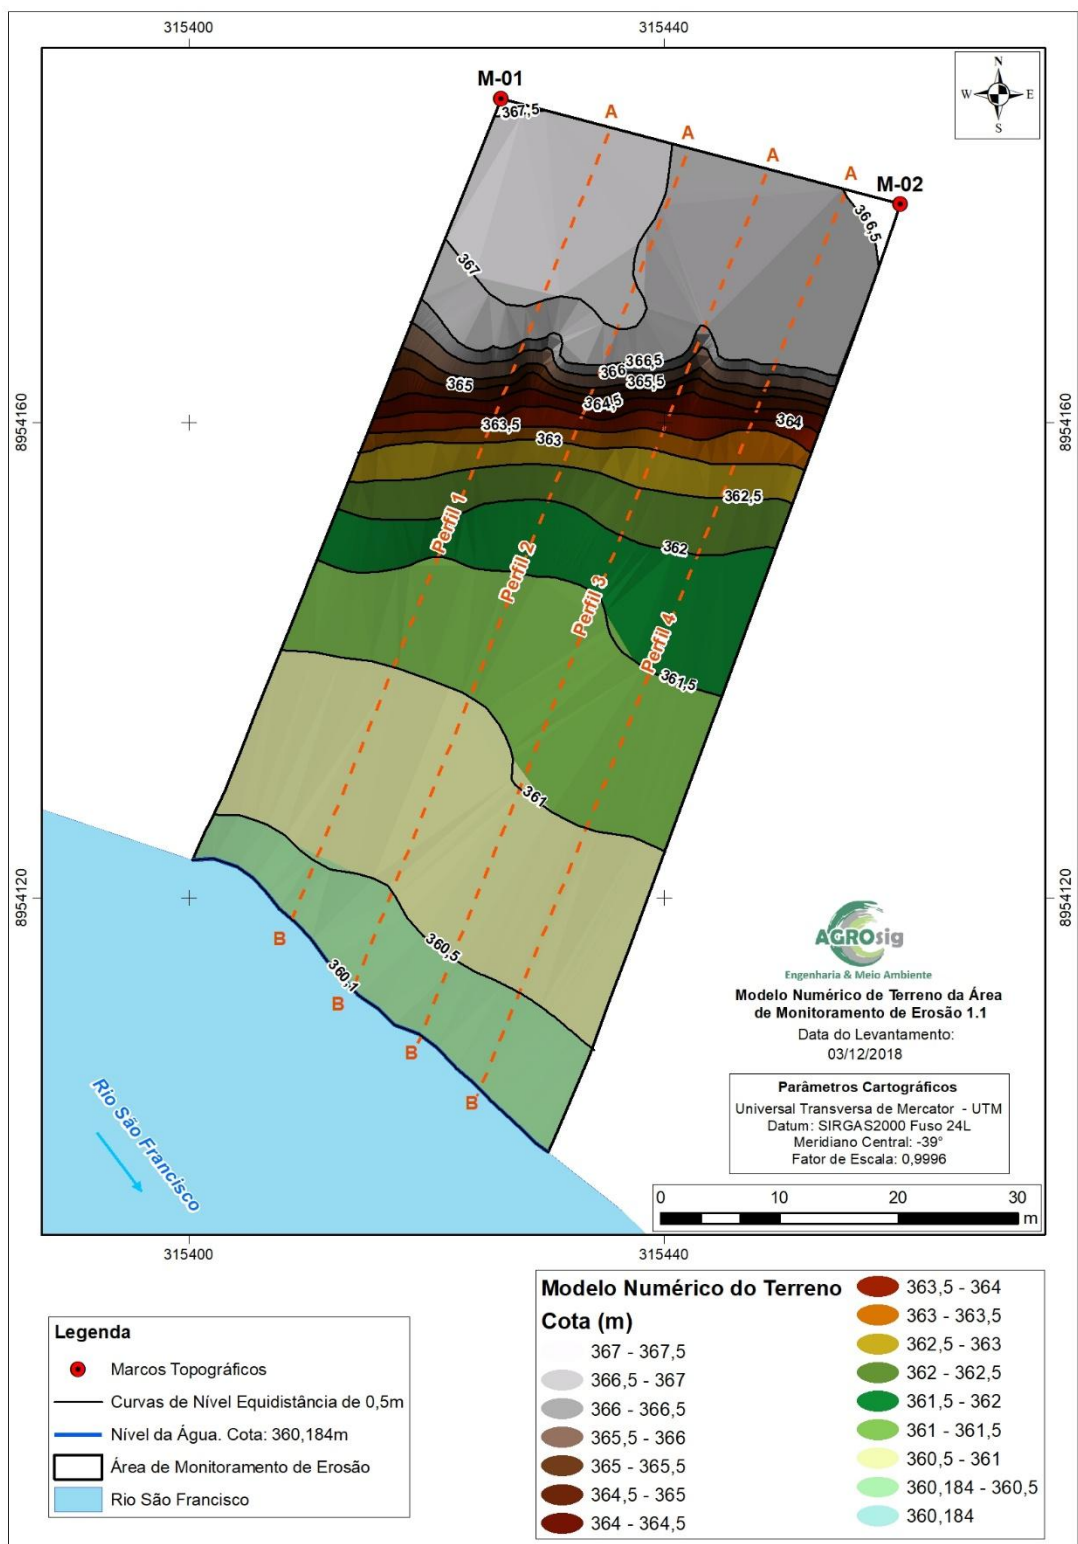 315400
315440
M-01
367,5
A
A
A
A
M-02
366,5
N
W
E
S
367
366,5
366
365,5
365
364,5
364
363,5
363
362,5
362
8954160
8954160
Perfil 1
Perfil 2
Perfil 3
Perfil 4
361,5
361
360,5
360,1
8954120
8954120
B
B
B
B
Rio São Francisco
AGROsig
Engenharia & Meio Ambiente
Modelo Numérico de Terreno da Área
de Monitoramento de Erosão 1.1
Data do Levantamento:
03/12/2018
Parâmetros Cartográficos
Universal Transversa de Mercator - UTM
Datum: SIRGAS2000 Fuso 24L
Meridiano Central: -39°
Fator de Escala: 0,9996
0 10 20 30
m
315400
315440
Legenda
Marcos Topográficos
Curvas de Nível Equidistância de 0,5m
Nível da Água. Cota: 360,184m
Área de Monitoramento de Erosão
Rio São Francisco
Modelo Numérico do Terreno
Cota (m)
367 - 367,5
366,5 - 367
366 - 366,5
365,5 - 366
365 - 365,5
364,5 - 365
364 - 364,5
363,5 - 364
363 - 363,5
362,5 - 363
362 - 362,5
361,5 - 362
361 - 361,5
360,5 - 361
360,184 - 360,5
360,184